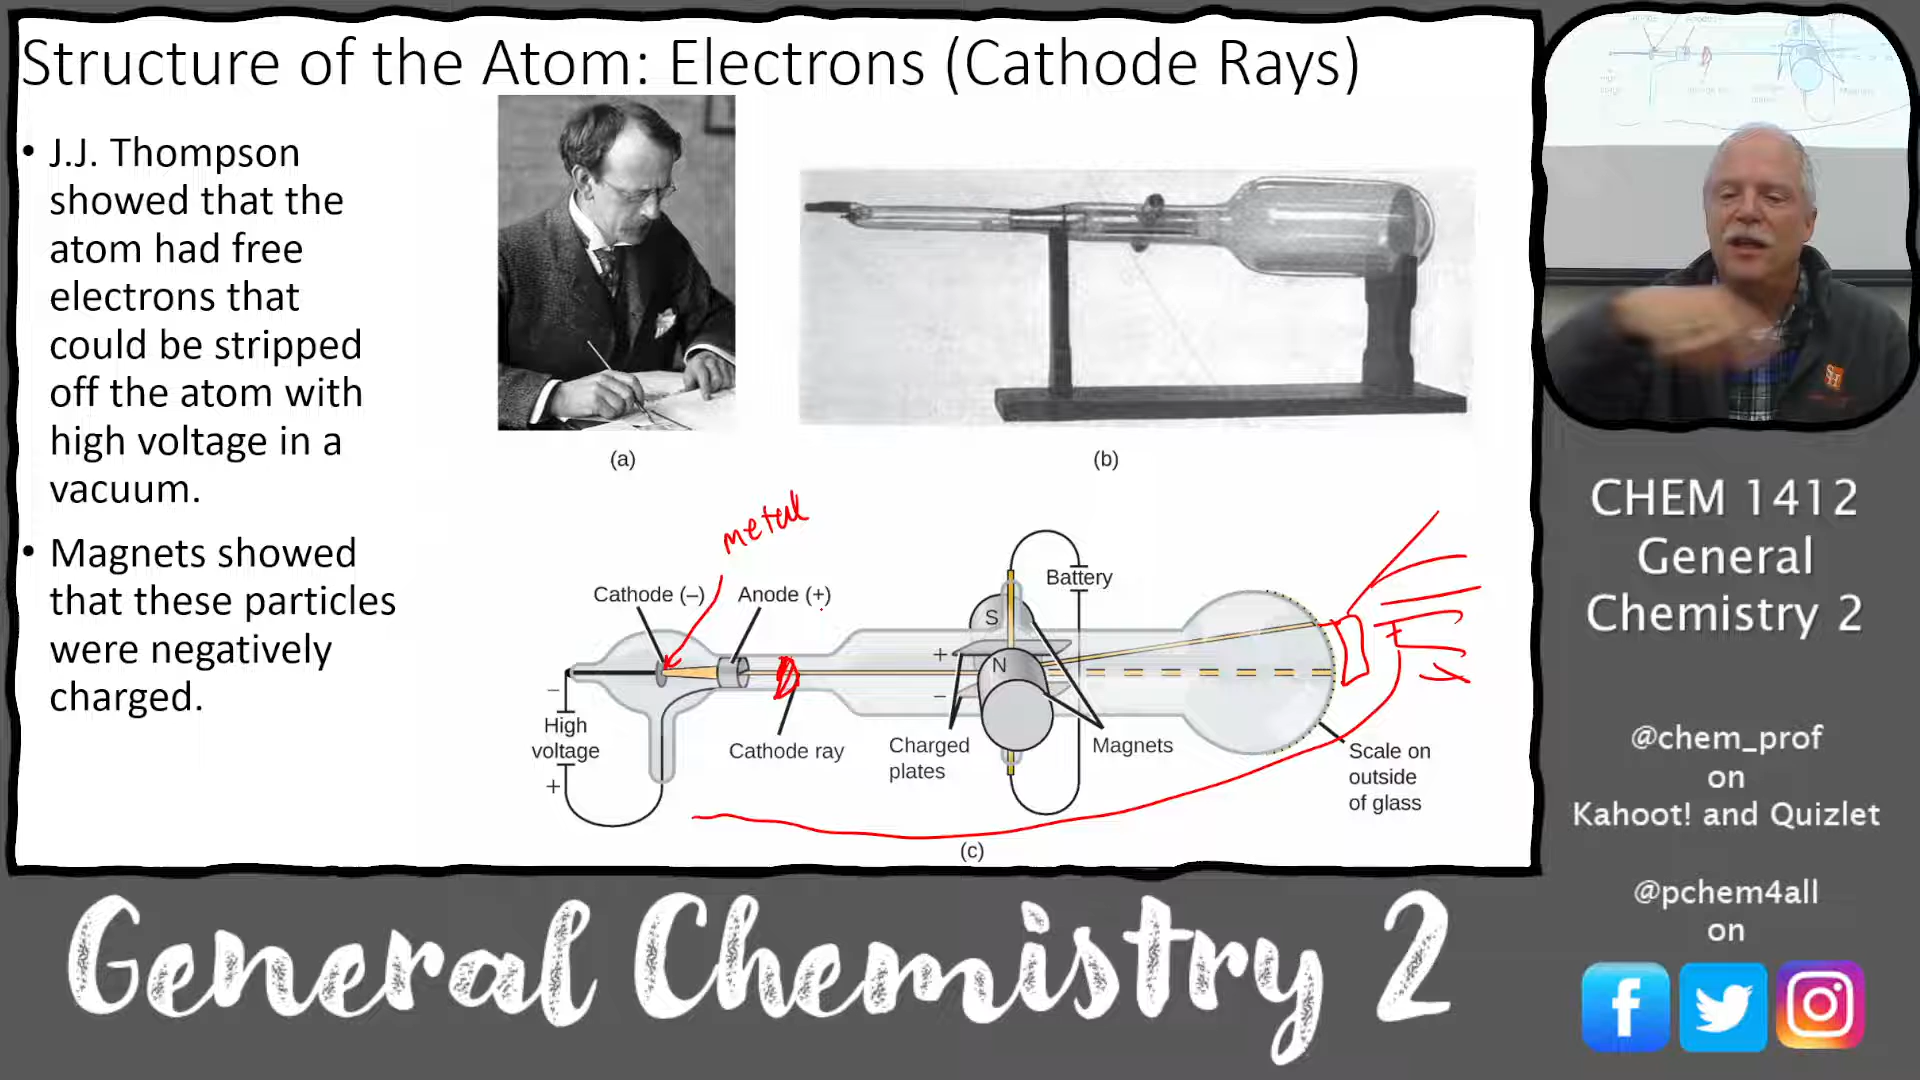 Structure of the Atom: Electrons (Cathode Rays)
• J.J. Thompson
showed that the
atom had free
electrons that
could be stripped
off the atom with
high voltage in a
vacuum.
• Magnets showed
that these particles
were negatively
charged.
(a)
(b)
metal
Cathode (–)
Anode (+)
Battery
S
N
+
–
–
High
voltage
+
Cathode ray
Charged
plates
Magnets
Scale on
outside
of glass
(c)
CHEM 1412
General
Chemistry 2
@chem_prof
on
Kahoot! and Quizlet
@pchem4all
on
General Chemistry 2